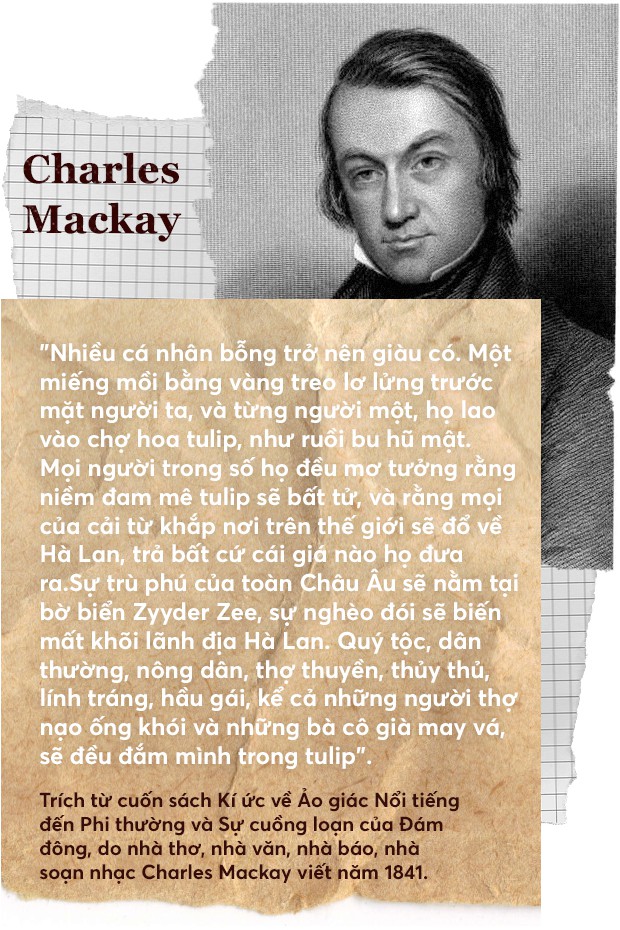 Charles
Mackay
"Nhiều cá nhân bỗng trở nên giàu có. Một
miếng mồi bằng vàng treo lơ lửng trước
mặt người ta, và từng người một, họ lao
vào chợ hoa tulip, như ruồi bu hũ mật.
Mọi người trong số họ đều mơ tưởng rằng
niềm đam mê tulip sẽ bất tử, và rằng mọi
của cải từ khắp nơi trên thế giới sẽ đổ về
Hà Lan, trả bất cứ cái giá nào họ đưa
ra.Sự trù phú của toàn Châu Âu sẽ nằm tại
bờ biển Zyyder Zee, sự nghèo đói sẽ biến
mất khõi lãnh địa Hà Lan. Quý tộc, dân
thường, nông dân, thợ thuyền, thủy thủ,
lính tráng, hầu gái, kể cả những người thợ
nạo ống khói và những bà cô già may vá,
sẽ đều đắm mình trong tulip".
Trích từ cuốn sách Kí ức về Ảo giác Nổi tiếng
đến Phi thường và Sự cuồng loạn của Đám
đông, do nhà thơ, nhà văn, nhà báo, nhà
soạn nhạc Charles Mackay viết năm 1841.